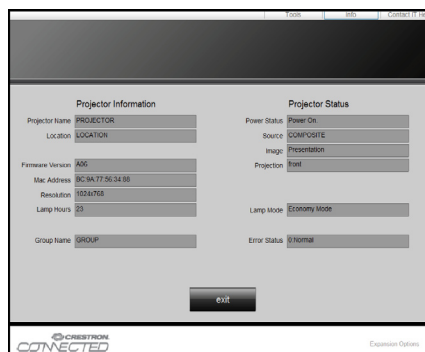 Tools Info Contact IT He
Projector Information
Projector Name PROJECTOR
Location LOCATION
Firmware Version A06
Mac Address BC:9A:77:56:34:88
Resolution 1024x768
Lamp Hours 23
Group Name GROUP
Projector Status
Power Status Power On.
Source COMPOSITE
Image Presentation
Projection front
Lamp Mode Economy Mode
Error Status 0:Normal
exit
CRESTRON
CONNECTED
Expansion Options